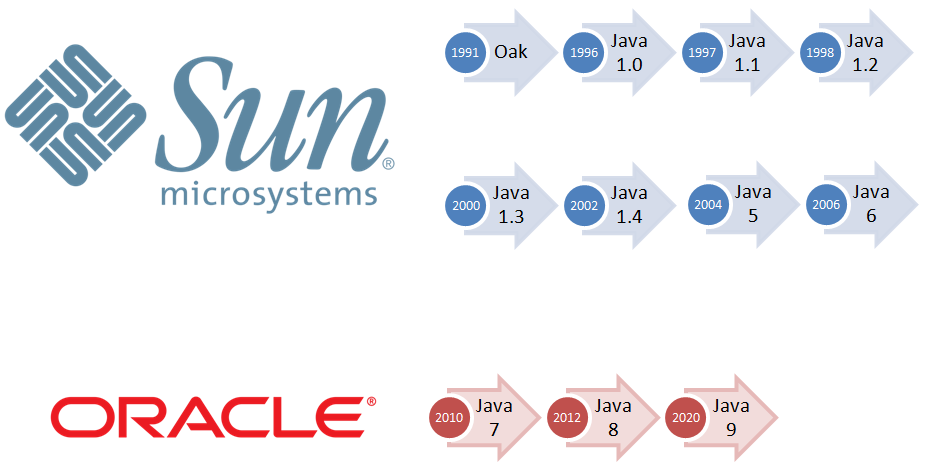 Sun®
microsystems
1991 Oak
1996 Java 1.0
1997 Java 1.1
1998 Java 1.2
2000 Java 1.3
2002 Java 1.4
2004 Java 5
2006 Java 6
ORACLE®
2010 Java 7
2012 Java 8
2020 Java 9